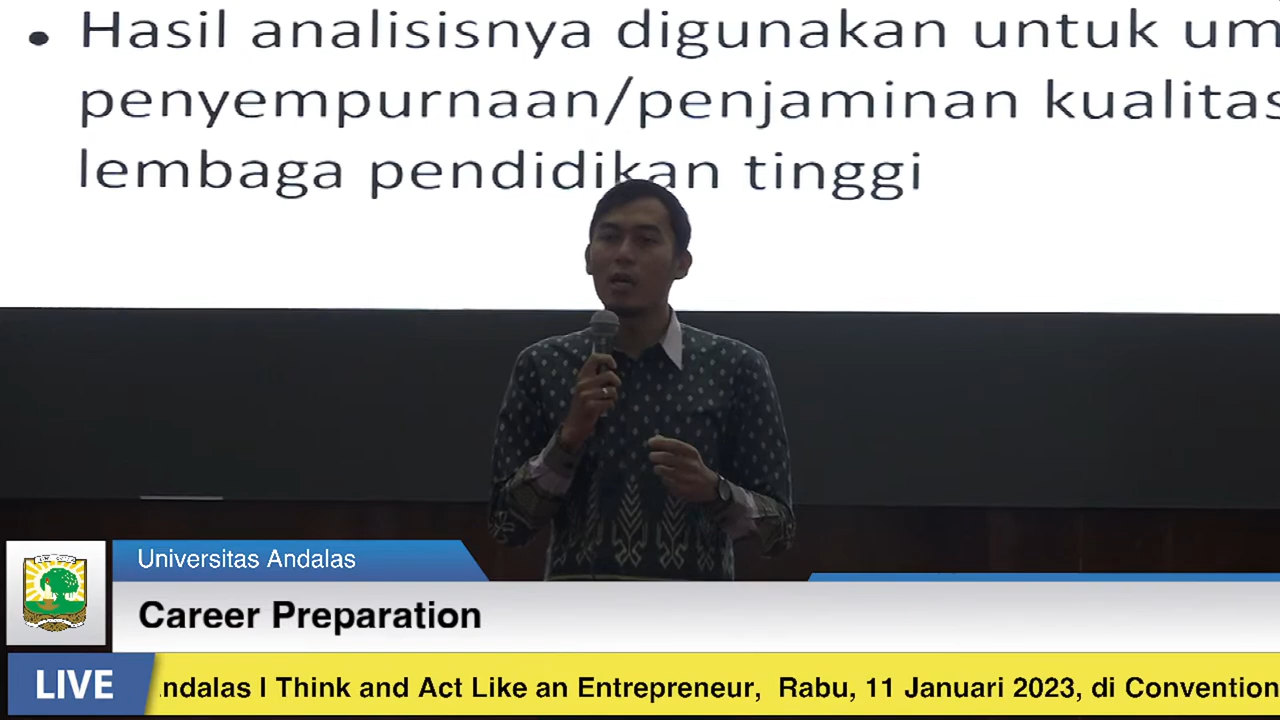 • Hasil analisisnya digunakan untuk um
penyempurnaan/penjaminan kualitas
lembaga pendidikan tinggi
Universitas Andalas
Career Preparation
LIVE
ndalas I Think and Act Like an Entrepreneur, Rabu, 11 Januari 2023, di Convention